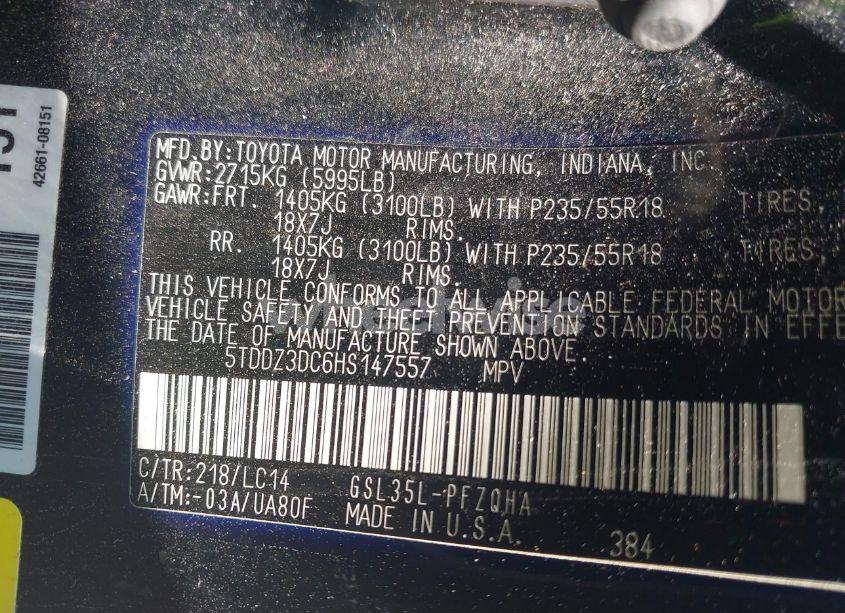 42661-08151
MFD. BY: TOYOTA MOTOR MANUFACTURING, INDIANA, INC.
GVWR: 2715KG (5995LB)
GAWR: FRT. 1405KG (3100LB) WITH P235/55R18 TIRES,
18X7J RIMS.
RR. 1405KG (3100LB) WITH P235/55R18 TIRES,
18X7J RIMS.
THIS VEHICLE CONFORMS TO ALL APPLICABLE FEDERAL MOTOR
VEHICLE SAFETY AND THEFT PREVENTION STANDARDS IN EFFE
THE DATE OF MANUFACTURE SHOWN ABOVE.
5TDDZ3DC6HS147557 MPV
C/TR:218/LC14 GSL35L-PFZQHA
A/TM:-03A/UA80F MADE IN U.S.A.
384